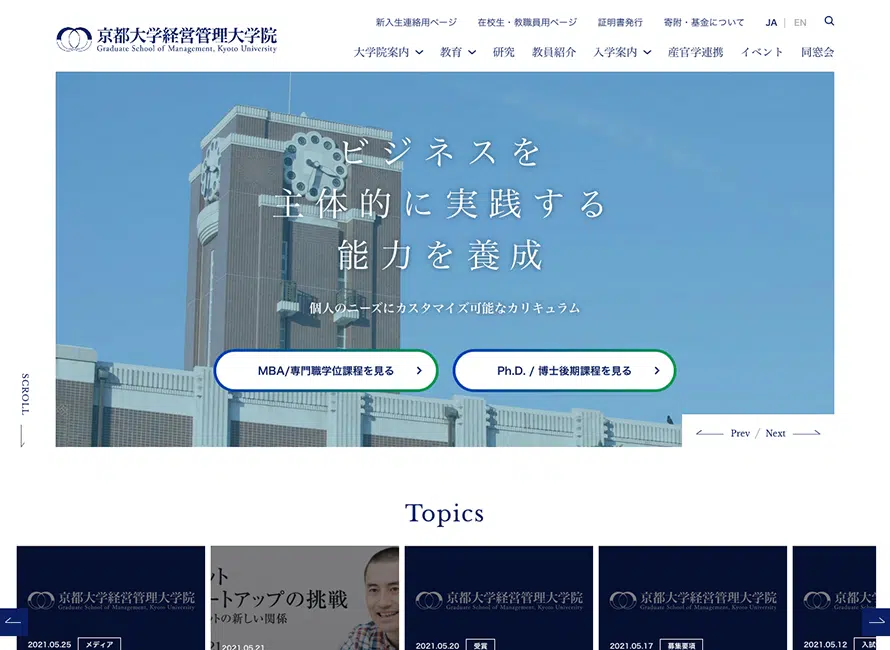 京都大学経営管理大学院
Graduate School of Management, Kyoto University
新入生連絡用ページ 在校生・教職員用ページ 証明書発行 寄附・基金について JA | EN
大学院案内 教育 研究 教員紹介 入学案内 産官学連携 イベント 同窓会
ビジネスを
主体的に実践する
能力を養成
個人のニーズにカスタマイズ可能なカリキュラム
MBA/専門職学位課程を見る
Ph.D. / 博士後期課程を見る
SCROLL
Prev / Next
Topics
京都大学経営管理大学院
Graduate School of Management, Kyoto University
2021.05.25 メディア
ット
ートアップの挑戦
ットの新しい関係
2021.05.21
京都大学経営管理大学院
Graduate School of Management, Kyoto University
2021.05.20 受賞
京都大学経営管理大学院
Graduate School of Management, Kyoto University
2021.05.17 募集要項
京都大
Graduate School
2021.05.12 入試